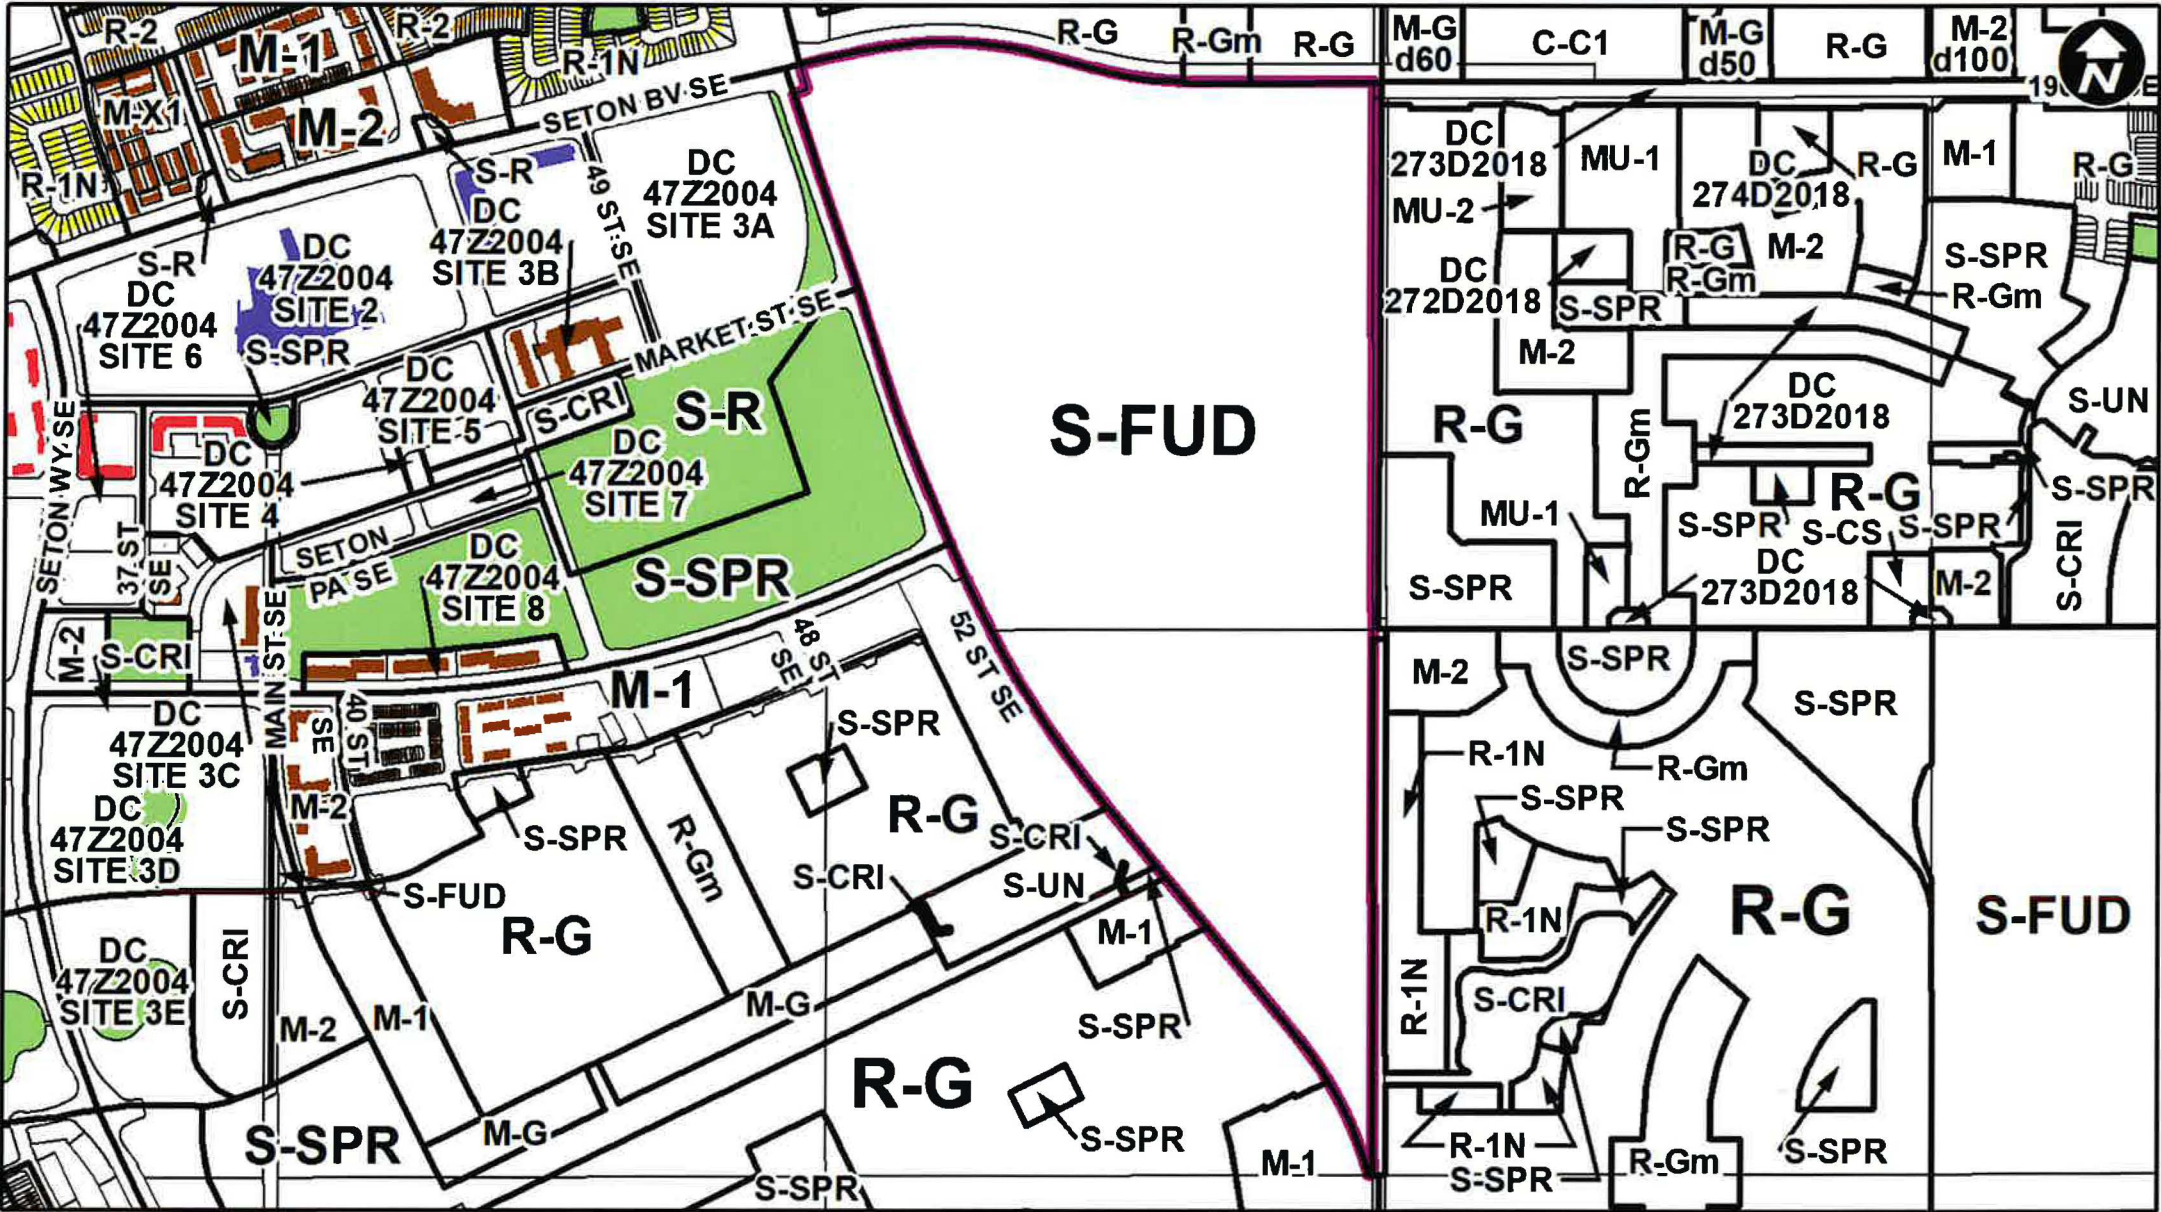 R-2
M-1
R-2
R-1N
M-X1
M-2
R-1N
SETON BV SE
S-R
S-R
R-G
R-Gm
R-G
M-G
d60
C-C1
M-G
d50
R-G
M-2
d100
N
DC
47Z2004
SITE 3A
49 ST SE
DC
47Z2004
SITE 3B
DC
47Z2004
SITE 2
DC
47Z2004
SITE 6
S-SPR
MARKET ST SE
DC
47Z2004
SITE 5
S-CRI
S-R
DC
47Z2004
SITE 4
DC
47Z2004
SITE 7
SETON WY SE
37 ST
SE
SETON
PA SE
DC
47Z2004
SITE 8
S-SPR
MAIN ST SE
M-2
S-CRI
M-1
48 ST
SE
52 ST SE
40 ST
SE
DC
47Z2004
SITE 3C
DC
47Z2004
SITE 3D
M-2
S-SPR
S-SPR
R-Gm
R-G
S-CRI
S-CRI
S-UN
S-FUD
R-G
M-1
DC
47Z2004
SITE 3E
S-CRI
M-2
M-1
M-G
S-SPR
R-G
S-SPR
M-G
S-SPR
S-SPR
M-1
S-FUD
DC
273D2018
MU-1
MU-2
DC
274D2018
R-G
M-1
R-G
R-G
R-Gm
M-2
S-SPR
R-Gm
DC
272D2018
S-SPR
M-2
R-G
R-Gm
DC
273D2018
S-UN
R-G
S-SPR
MU-1
S-SPR
S-CS
S-SPR
S-CRI
S-SPR
DC
273D2018
M-2
M-2
S-SPR
S-SPR
R-1N
R-Gm
S-SPR
S-SPR
R-1N
R-G
S-FUD
R-1N
S-CRI
R-1N
S-SPR
R-Gm
S-SPR